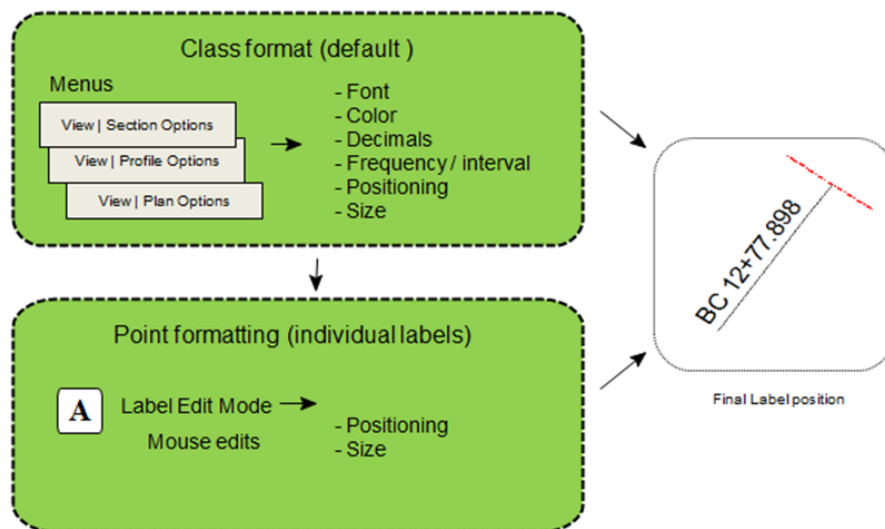 Class format (default )
Menus
View | Section Options
View | Profile Options
View | Plan Options
- Font
- Color
- Decimals
- Frequency / interval
- Positioning
- Size
BC 12+77.898
Final Label position
Point formatting (individual labels)
A
Label Edit Mode
Mouse edits
- Positioning
- Size